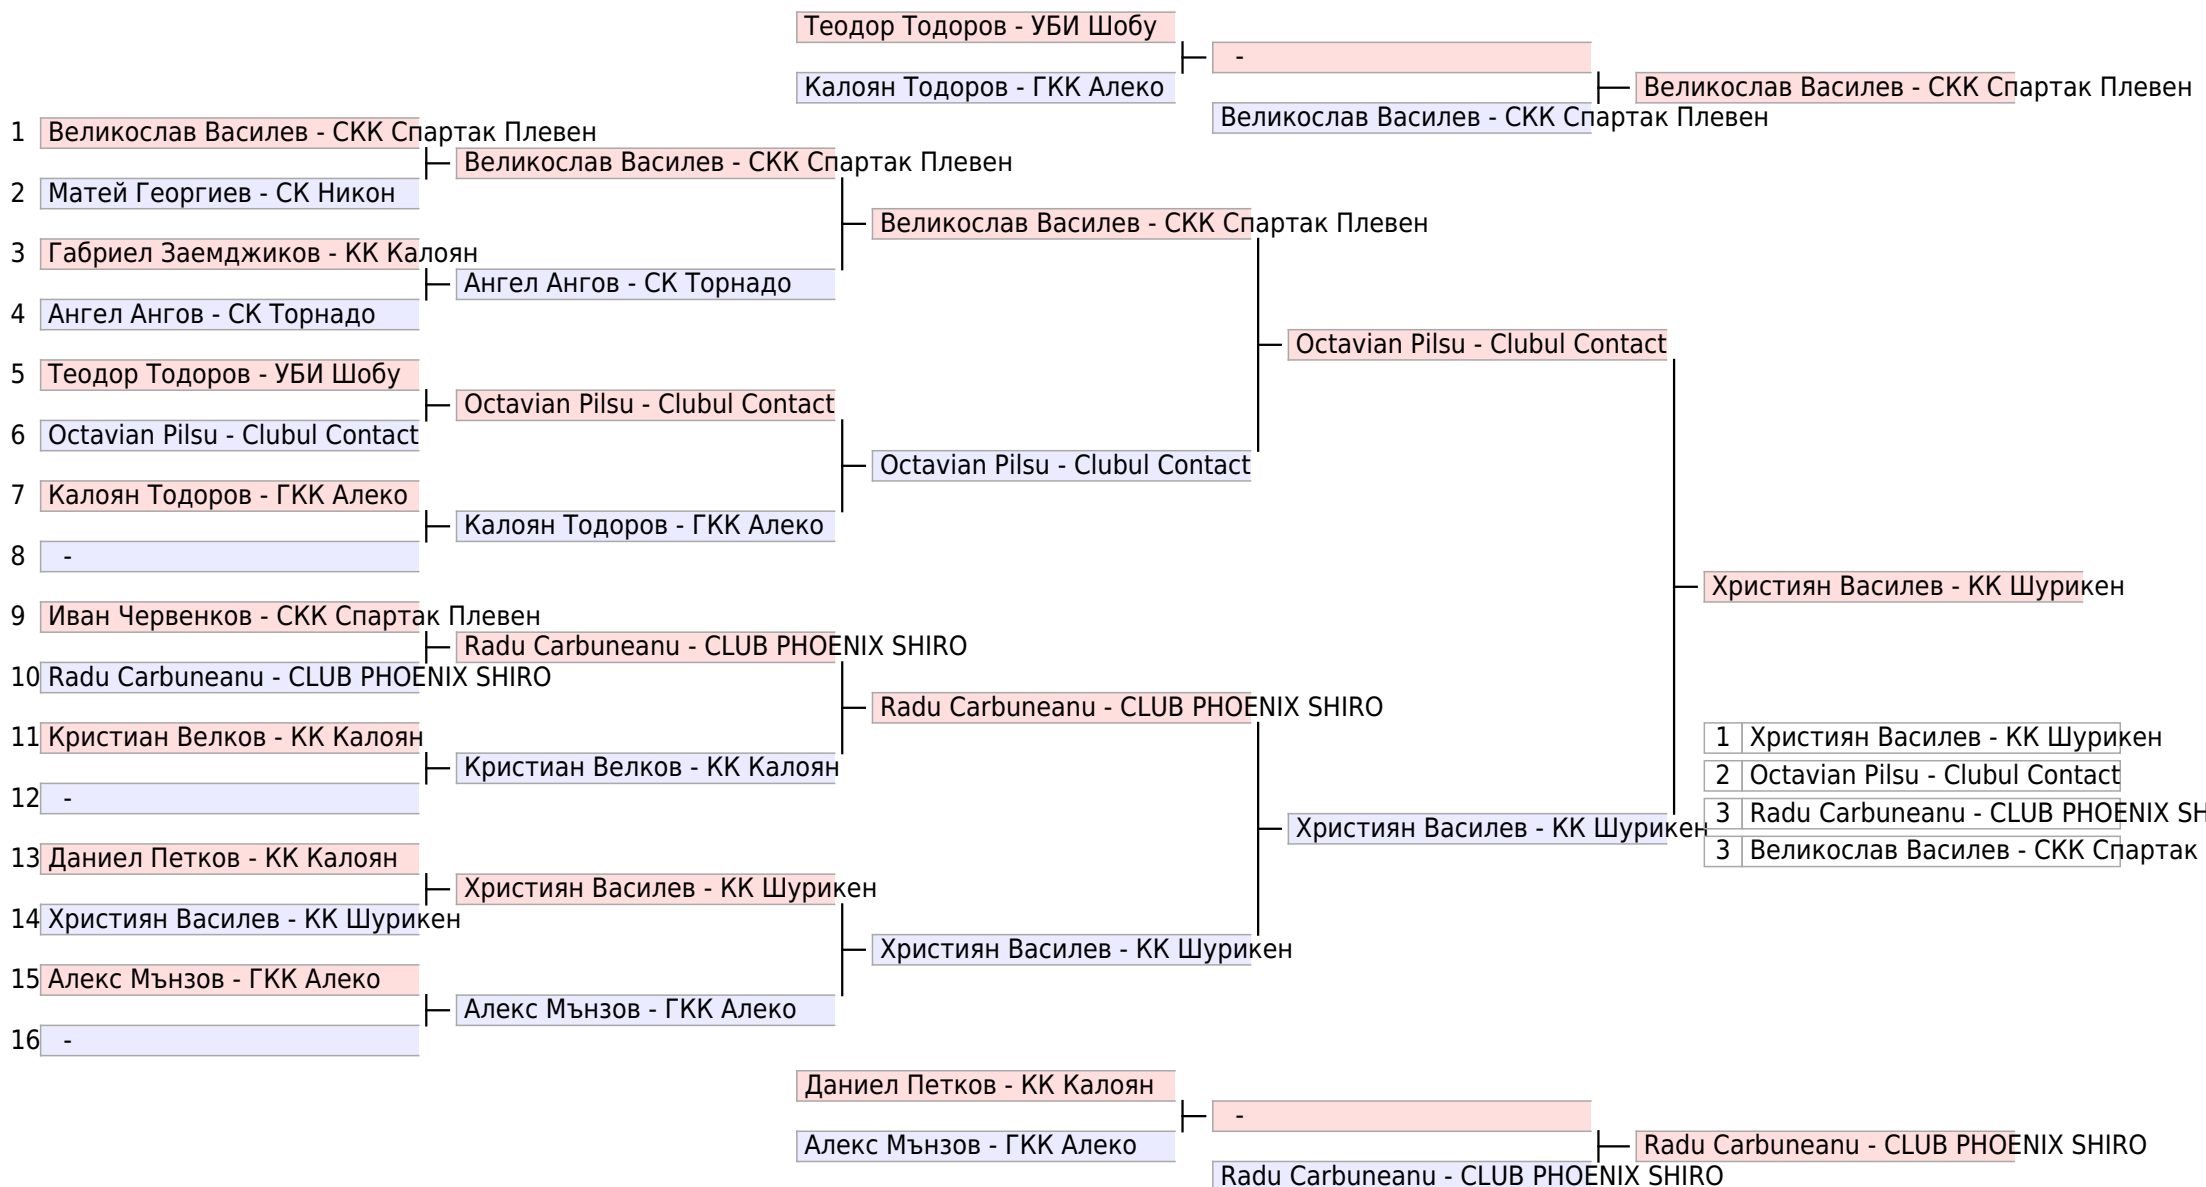 Теодор Тодоров - УБИ Шобу
-
Калоян Тодоров - ГКК Алеко
Великослав Василев - СКК Спартак Плевен
Великослав Василев - СКК Спартак Плевен
1 Великослав Василев - СКК Спартак Плевен
Великослав Василев - СКК Спартак Плевен
2 Матей Георгиев - СК Никон
Великослав Василев - СКК Спартак Плевен
3 Габриел Заемджиков - КК Калоян
Ангел Ангов - СК Торнадо
4 Ангел Ангов - СК Торнадо
Octavian Pilsu - Clubul Contact
5 Теодор Тодоров - УБИ Шобу
Octavian Pilsu - Clubul Contact
6 Octavian Pilsu - Clubul Contact
Octavian Pilsu - Clubul Contact
7 Калоян Тодоров - ГКК Алеко
Калоян Тодоров - ГКК Алеко
8 -
Християн Василев - КК Шурикен
9 Иван Червенков - СКК Спартак Плевен
Radu Carbuneanu - CLUB PHOENIX SHIRO
10 Radu Carbuneanu - CLUB PHOENIX SHIRO
Radu Carbuneanu - CLUB PHOENIX SHIRO
11 Кристиан Велков - КК Калоян
Кристиан Велков - КК Калоян
12 -
Християн Василев - КК Шурикен
13 Даниел Петков - КК Калоян
Християн Василев - КК Шурикен
14 Християн Василев - КК Шурикен
Християн Василев - КК Шурикен
15 Алекс Мънзов - ГКК Алеко
Алекс Мънзов - ГКК Алеко
16 -
1 Християн Василев - КК Шурикен
2 Octavian Pilsu - Clubul Contact
3 Radu Carbuneanu - CLUB PHOENIX SH
3 Великослав Василев - СКК Спартак
Даниел Петков - КК Калоян
-
Алекс Мънзов - ГКК Алеко
Radu Carbuneanu - CLUB PHOENIX SHIRO
Radu Carbuneanu - CLUB PHOENIX SHIRO